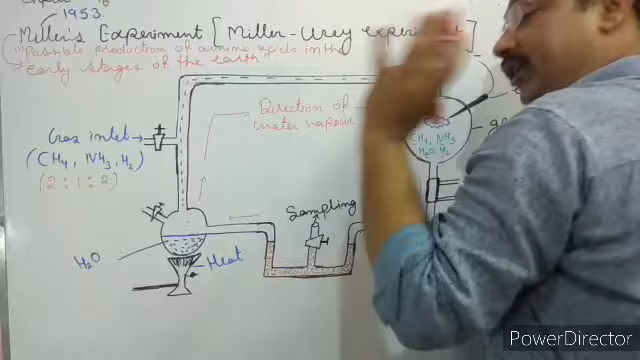 1953.
Miller's Experiment [Miller-Urey exper
"Possible production of amino acids in the
early stages of the earth"
Direction of
water vapour
Gas inlet
(CH4, NH3, H2)
(2:1:2)
CH4, NH3
H2O, H2
Sampling
H2O
Heat
PowerDirector